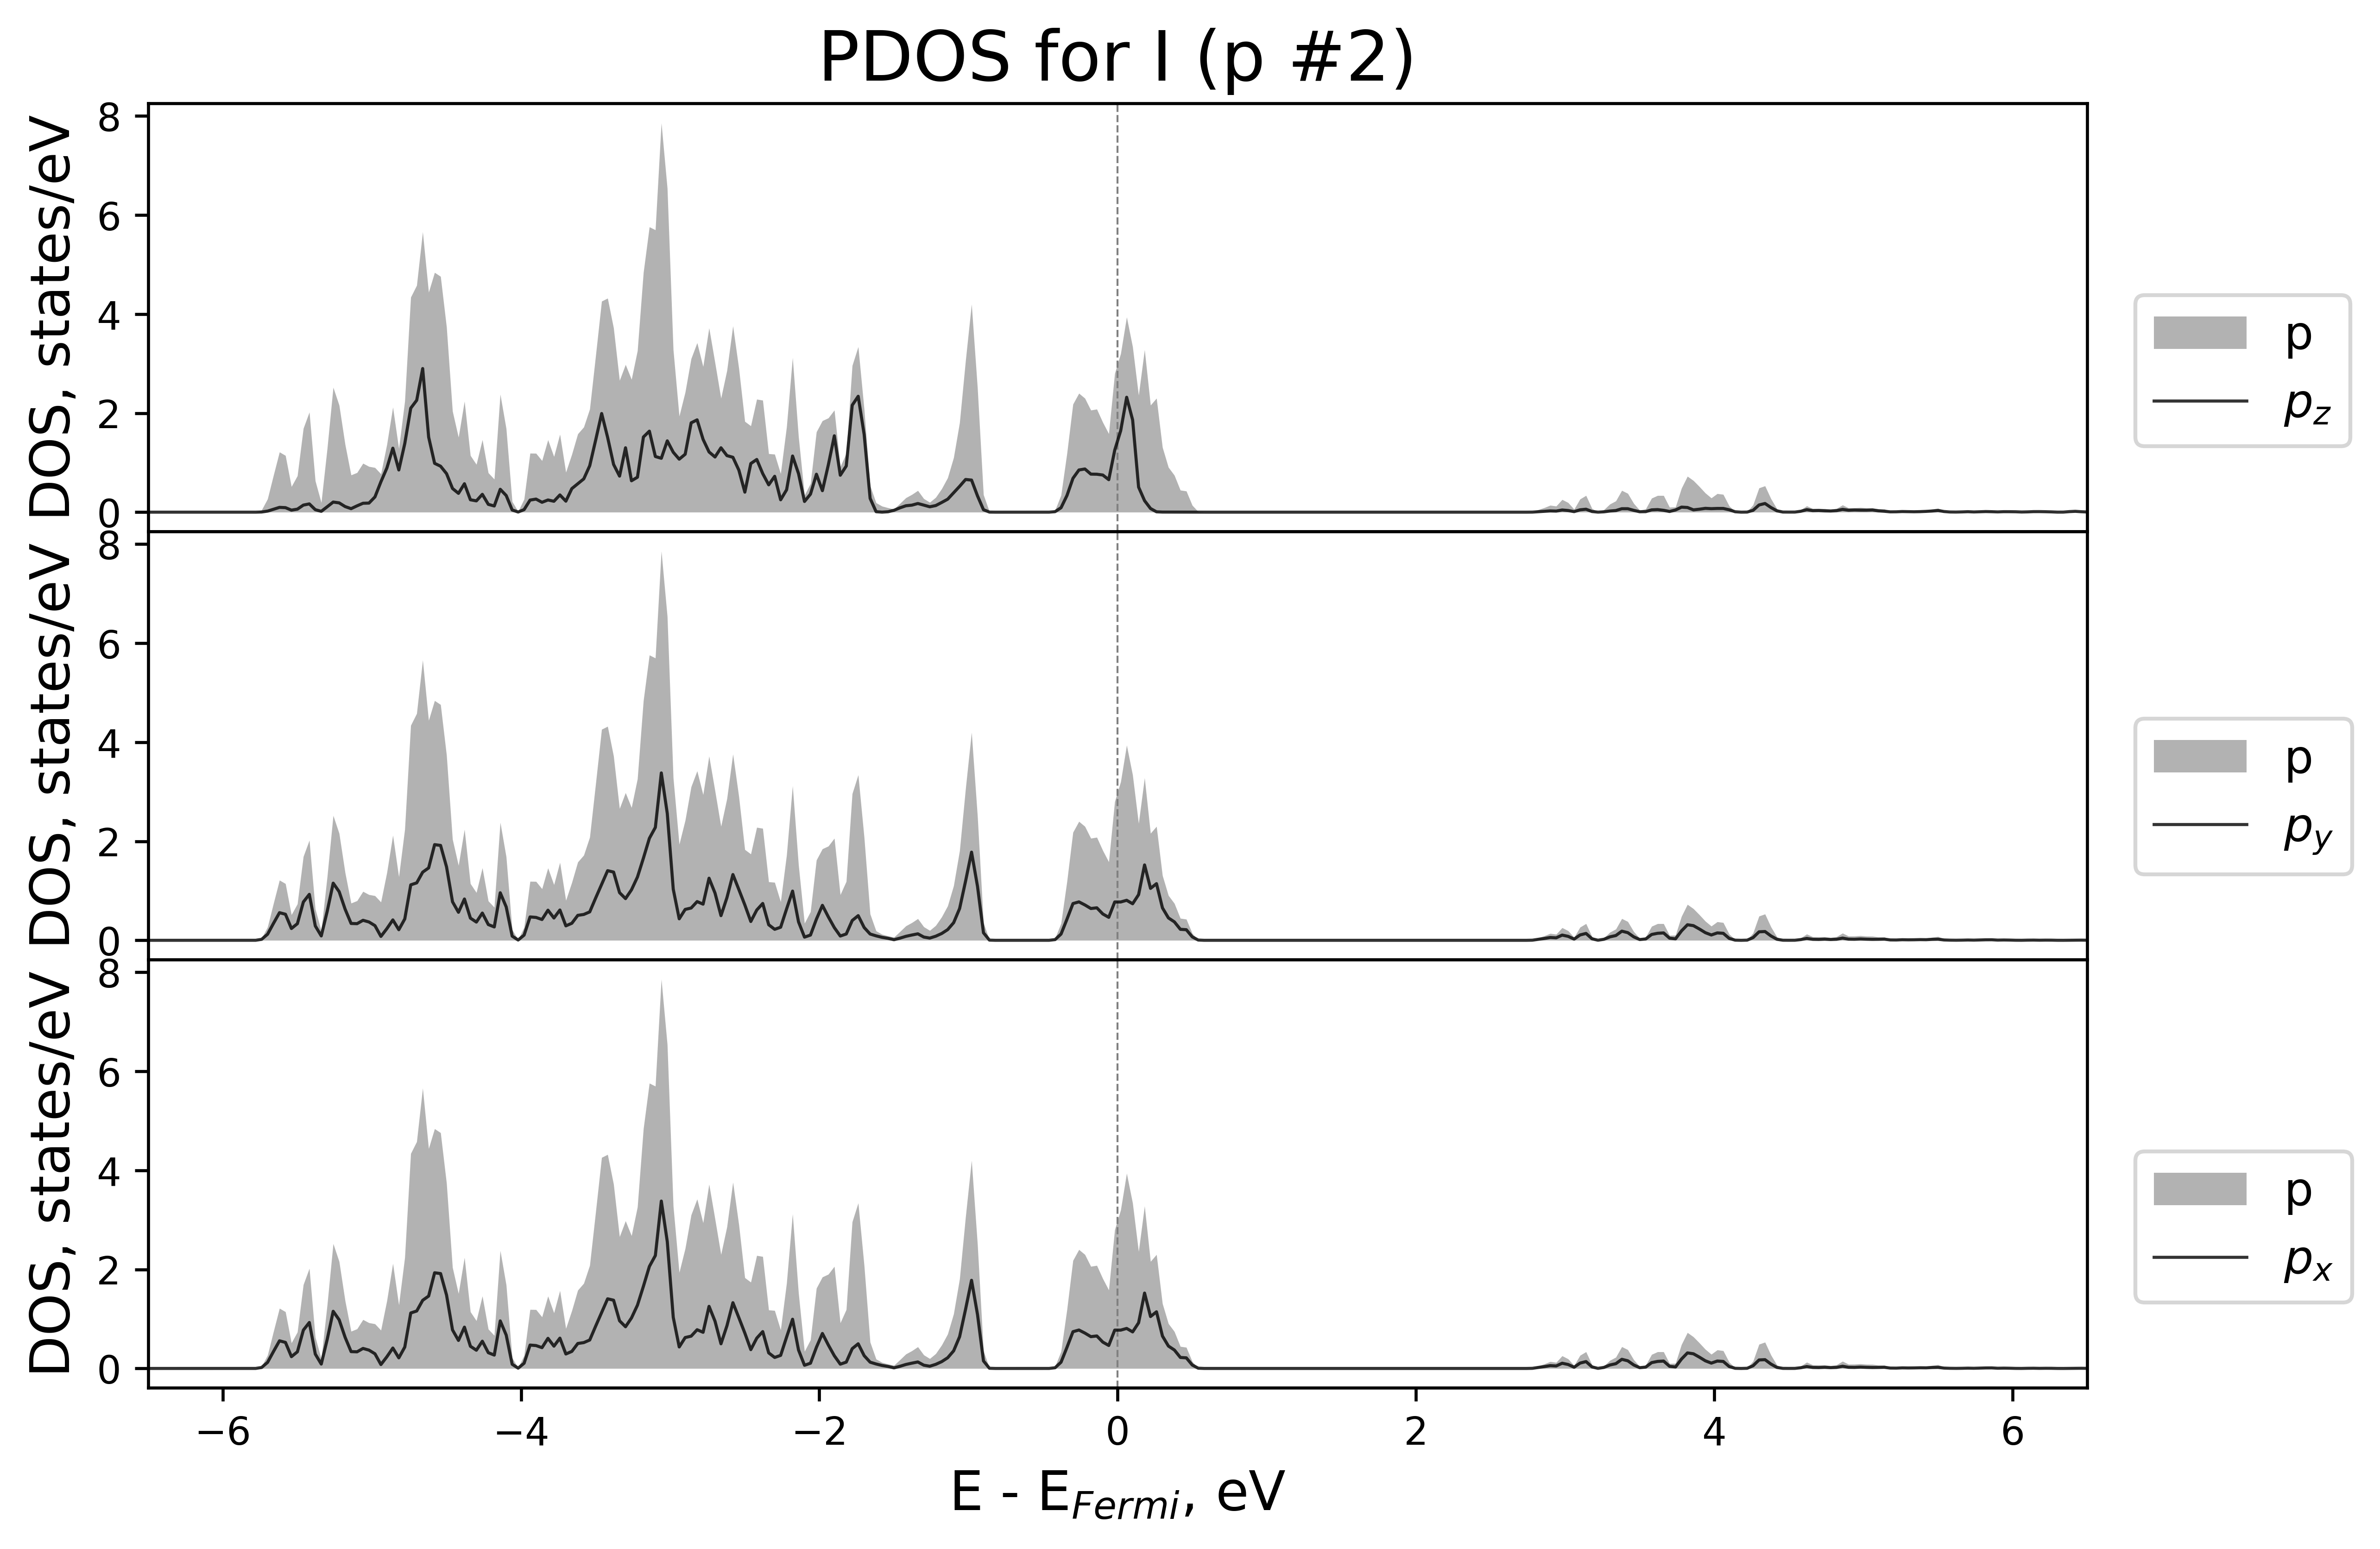 PDOS for I (p #2)
DOS, states/eV
8
6
4
2
0
p
p_z
DOS, states/eV
8
6
4
2
0
p
p_y
DOS, states/eV
8
6
4
2
0
p
p_x
−6 −4 −2 0 2 4 6
E - E_Fermi, eV